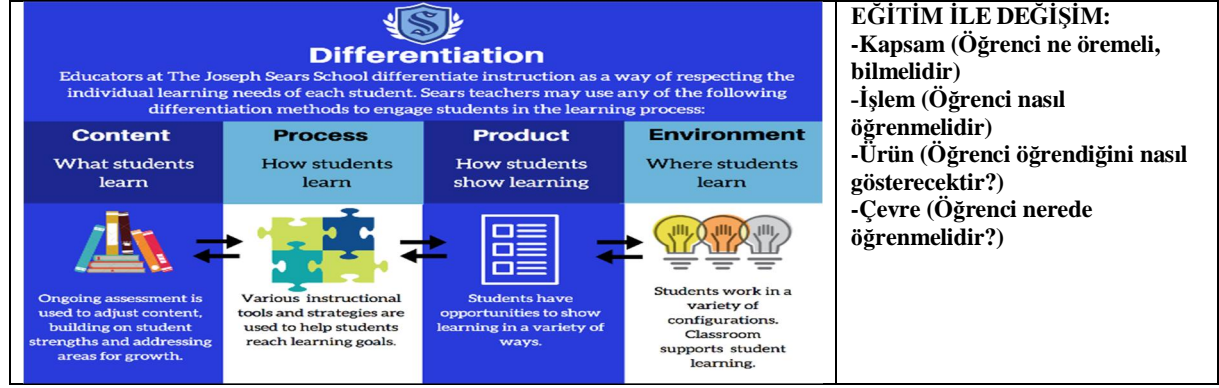 S
Differentiation
Educators at The Joseph Sears School differentiate instruction as a way of respecting the
individual learning needs of each student. Sears teachers may use any of the following
differentiation methods to engage students in the learning process:
Content
What students
learn
Ongoing assessment is
used to adjust content,
building on student
strengths and addressing
areas for growth.
Process
How students
learn
Various instructional
tools and strategies are
used to help students
reach learning goals.
Product
How students
show learning
Students have
opportunities to show
learning in a variety of
ways.
Environment
Where students
learn
Students work in a
variety of
configurations.
Classroom
supports student
learning.
EĞİTİM İLE DEĞİŞİM:
-Kapsam (Öğrenci ne öremeli,
bilmelidir)
-İşlem (Öğrenci nasıl
öğrenmelidir)
-Ürün (Öğrenci öğrendiğini nasıl
gösterecektir?)
-Çevre (Öğrenci nerede
öğrenmelidir?)